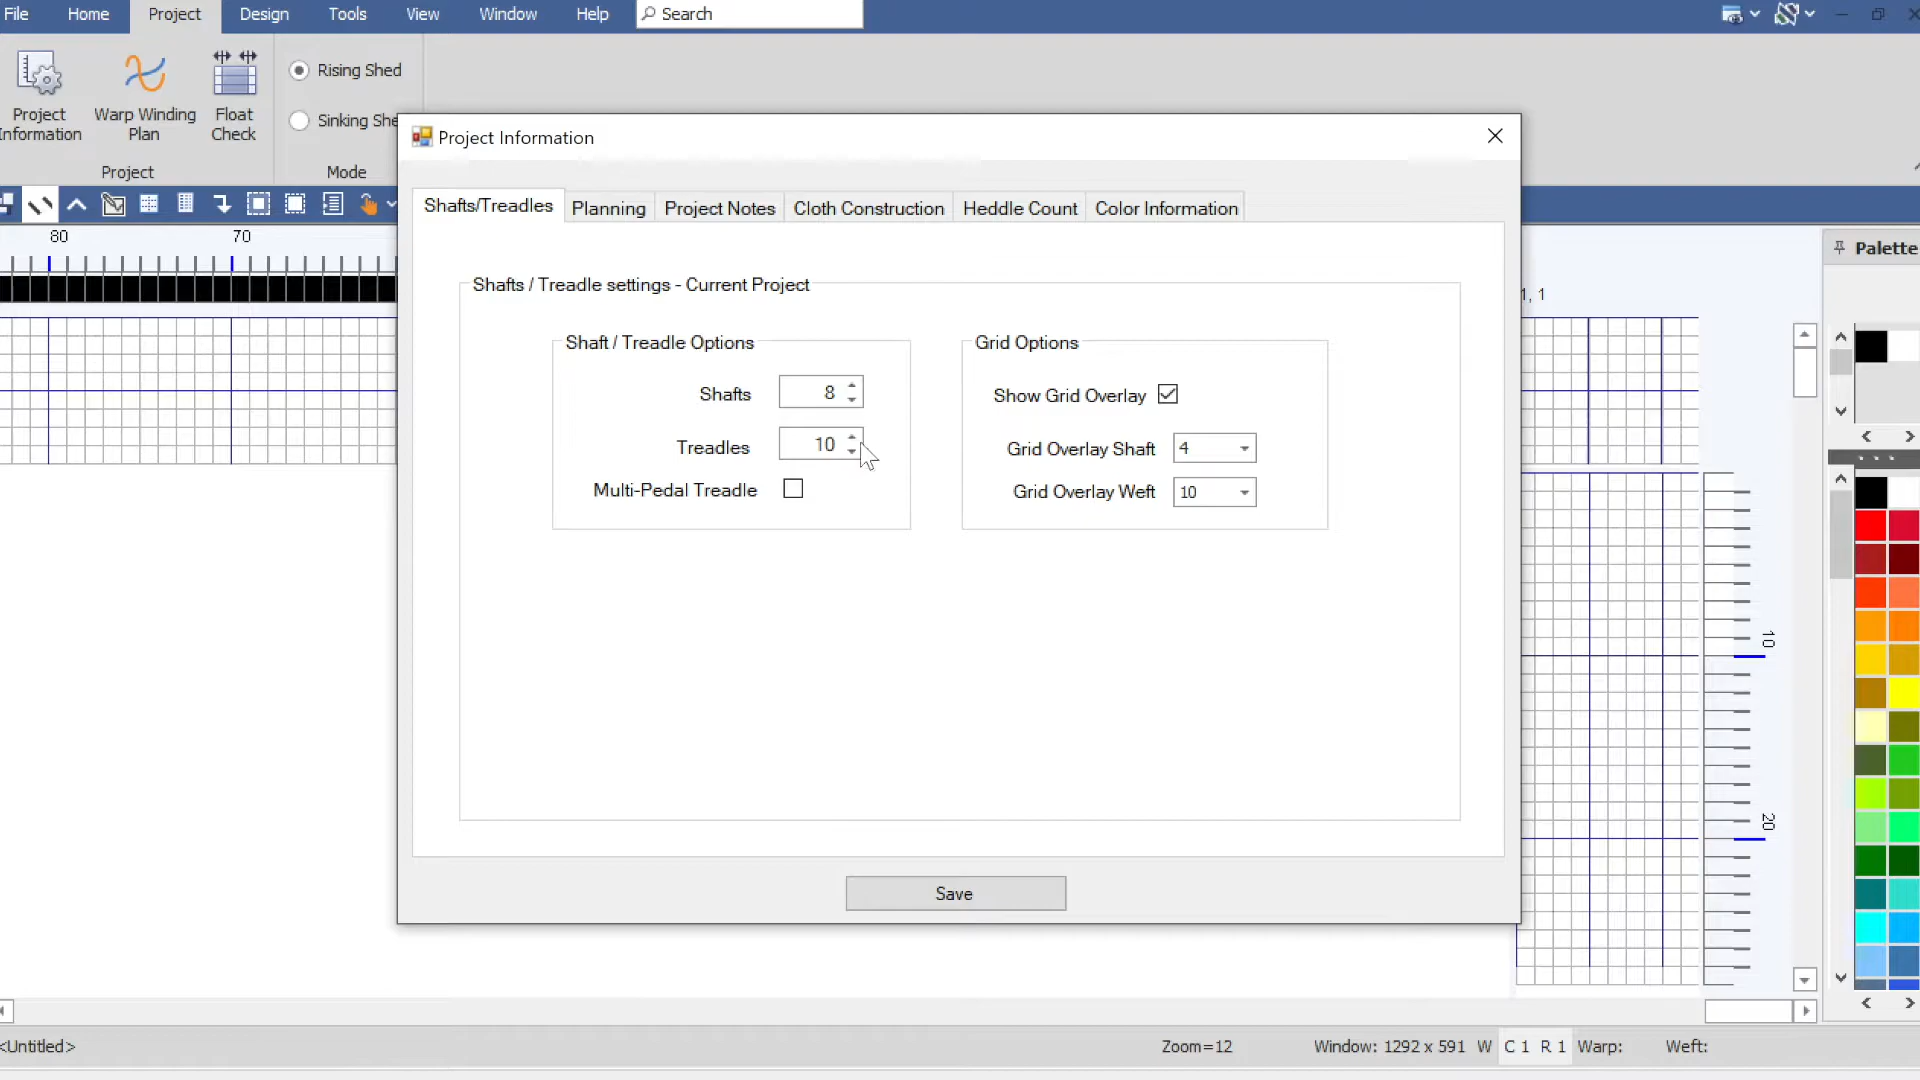 File Home Project Design Tools View Window Help Search
Project Information
Warp Winding Plan
Float Check
Rising Shed
Sinking She
Project
Mode
Project Information
Shafts/Treadles Planning Project Notes Cloth Construction Heddle Count Color Information
80 70
Palette
1, 1
Shafts / Treadle settings - Current Project
Shaft / Treadle Options
Shafts 8
Treadles 10
Multi-Pedal Treadle
Grid Options
Show Grid Overlay
Grid Overlay Shaft 4
Grid Overlay Weft 10
10
20
Save
<Untitled>
Zoom=12 Window: 1292 x 591 W C 1 R 1 Warp: Weft: